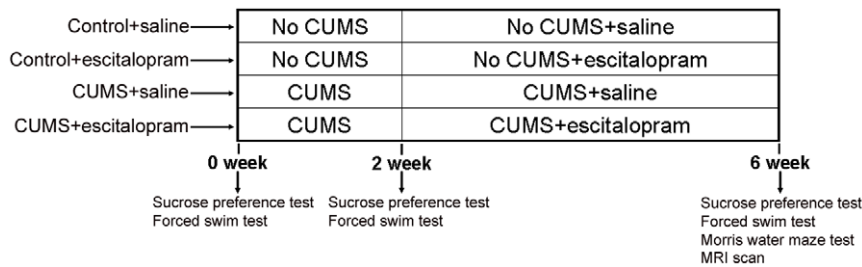 Control+saline No CUMS No CUMS+saline
Control+escitalopram No CUMS No CUMS+escitalopram
CUMS+saline CUMS CUMS+saline
CUMS+escitalopram CUMS CUMS+escitalopram
0 week 2 week 6 week
Sucrose preference test Sucrose preference test Sucrose preference test
Forced swim test Forced swim test Forced swim test
Morris water maze test
MRI scan